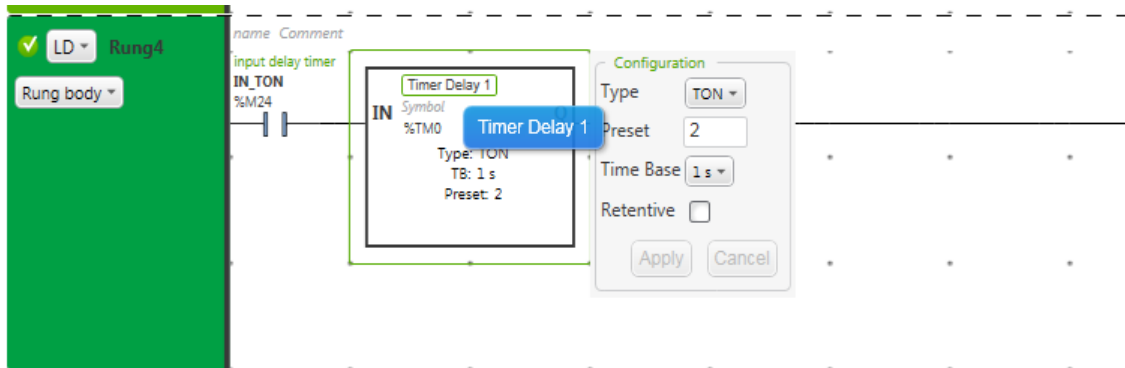 name Comment
LD Rung4
Rung body
input delay timer
IN_TON
%M24
Timer Delay 1
IN Symbol
%TM0
Timer Delay 1
Type: TON
TB: 1 s
Preset: 2
Configuration
Type TON
Preset 2
Time Base 1 s
Retentive
Apply Cancel